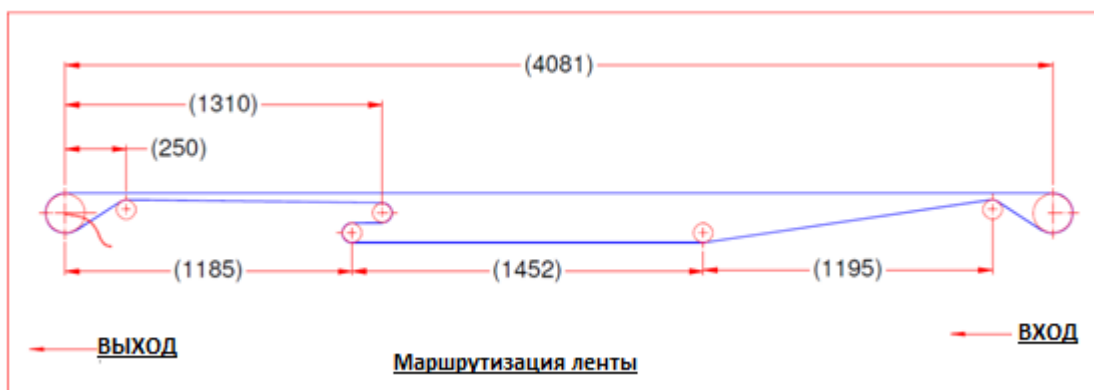 (4081)
(1310)
(250)
(1185) (1452) (1195)
ВЫХОД
ВХОД
Маршрутизация ленты